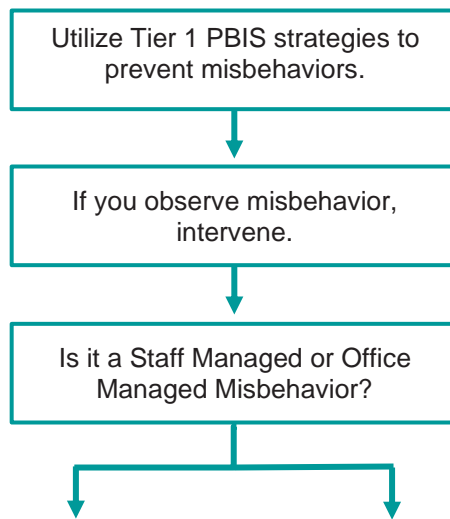 Utilize Tier 1 PBIS strategies to
prevent misbehaviors.
If you observe misbehavior,
intervene.
Is it a Staff Managed or Office
Managed Misbehavior?